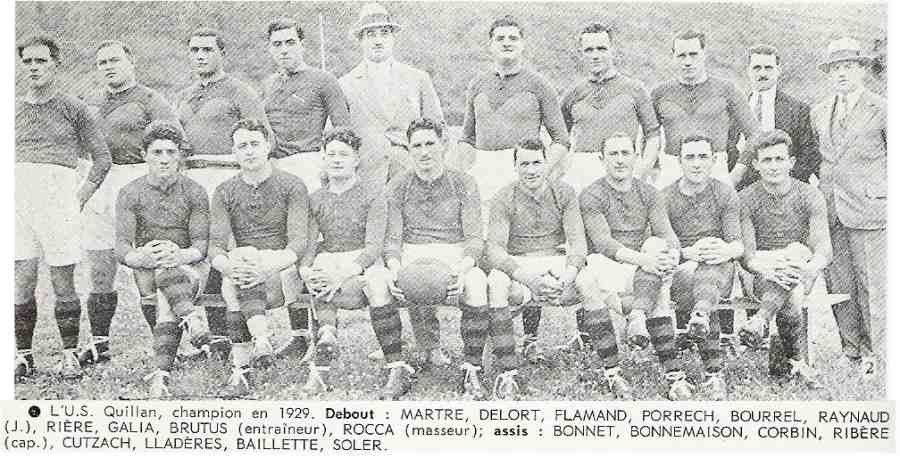 2
L'U.S. Quillan, champion en 1929. Debout : MARTRE, DELORT, FLAMAND, PORRECH, BOURREL, RAYNAUD
(J.), RIÈRE, GALIA, BRUTUS (entraîneur), ROCCA (masseur); assis : BONNET, BONNEMAISON, CORBIN, RIBÈRE
(cap.), CUTZACH, LLADÈRES, BAILLETTE, SOLER.